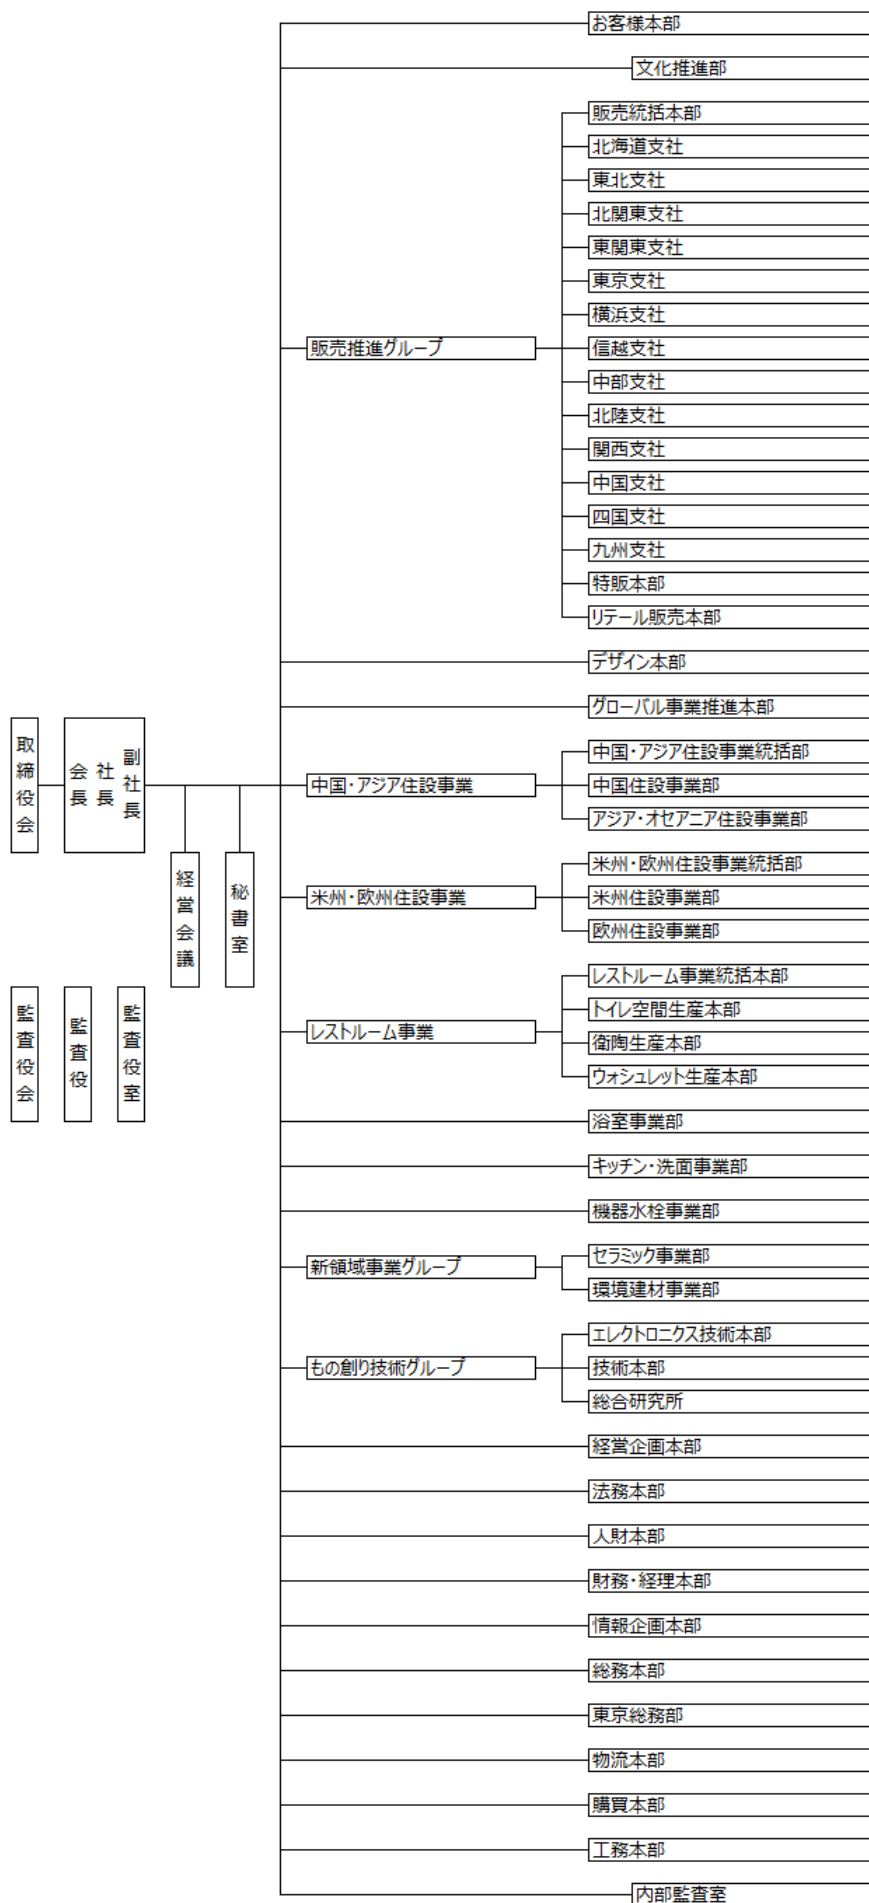 お客様本部
文化推進部
販売統括本部
北海道支社
東北支社
北関東支社
東関東支社
東京支社
横浜支社
販売推進グループ
信越支社
中部支社
北陸支社
関西支社
中国支社
四国支社
九州支社
特販本部
リテール販売本部
デザイン本部
グローバル事業推進本部
取締役会
会長
社長
副社長
経営会議
秘書室
監査役会
監査役
監査役室
中国・アジア住設事業
中国・アジア住設事業統括部
中国住設事業部
アジア・オセアニア住設事業部
米州・欧州住設事業
米州・欧州住設事業統括部
米州住設事業部
欧州住設事業部
レストルーム事業
レストルーム事業統括本部
トイレ空間生産本部
衛陶生産本部
ウォシュレット生産本部
浴室事業部
キッチン・洗面事業部
機器水栓事業部
新領域事業グループ
セラミック事業部
環境建材事業部
もの創り技術グループ
エレクトロニクス技術本部
技術本部
総合研究所
経営企画本部
法務本部
人財本部
財務・経理本部
情報企画本部
総務本部
東京総務部
物流本部
購買本部
工務本部
内部監査室